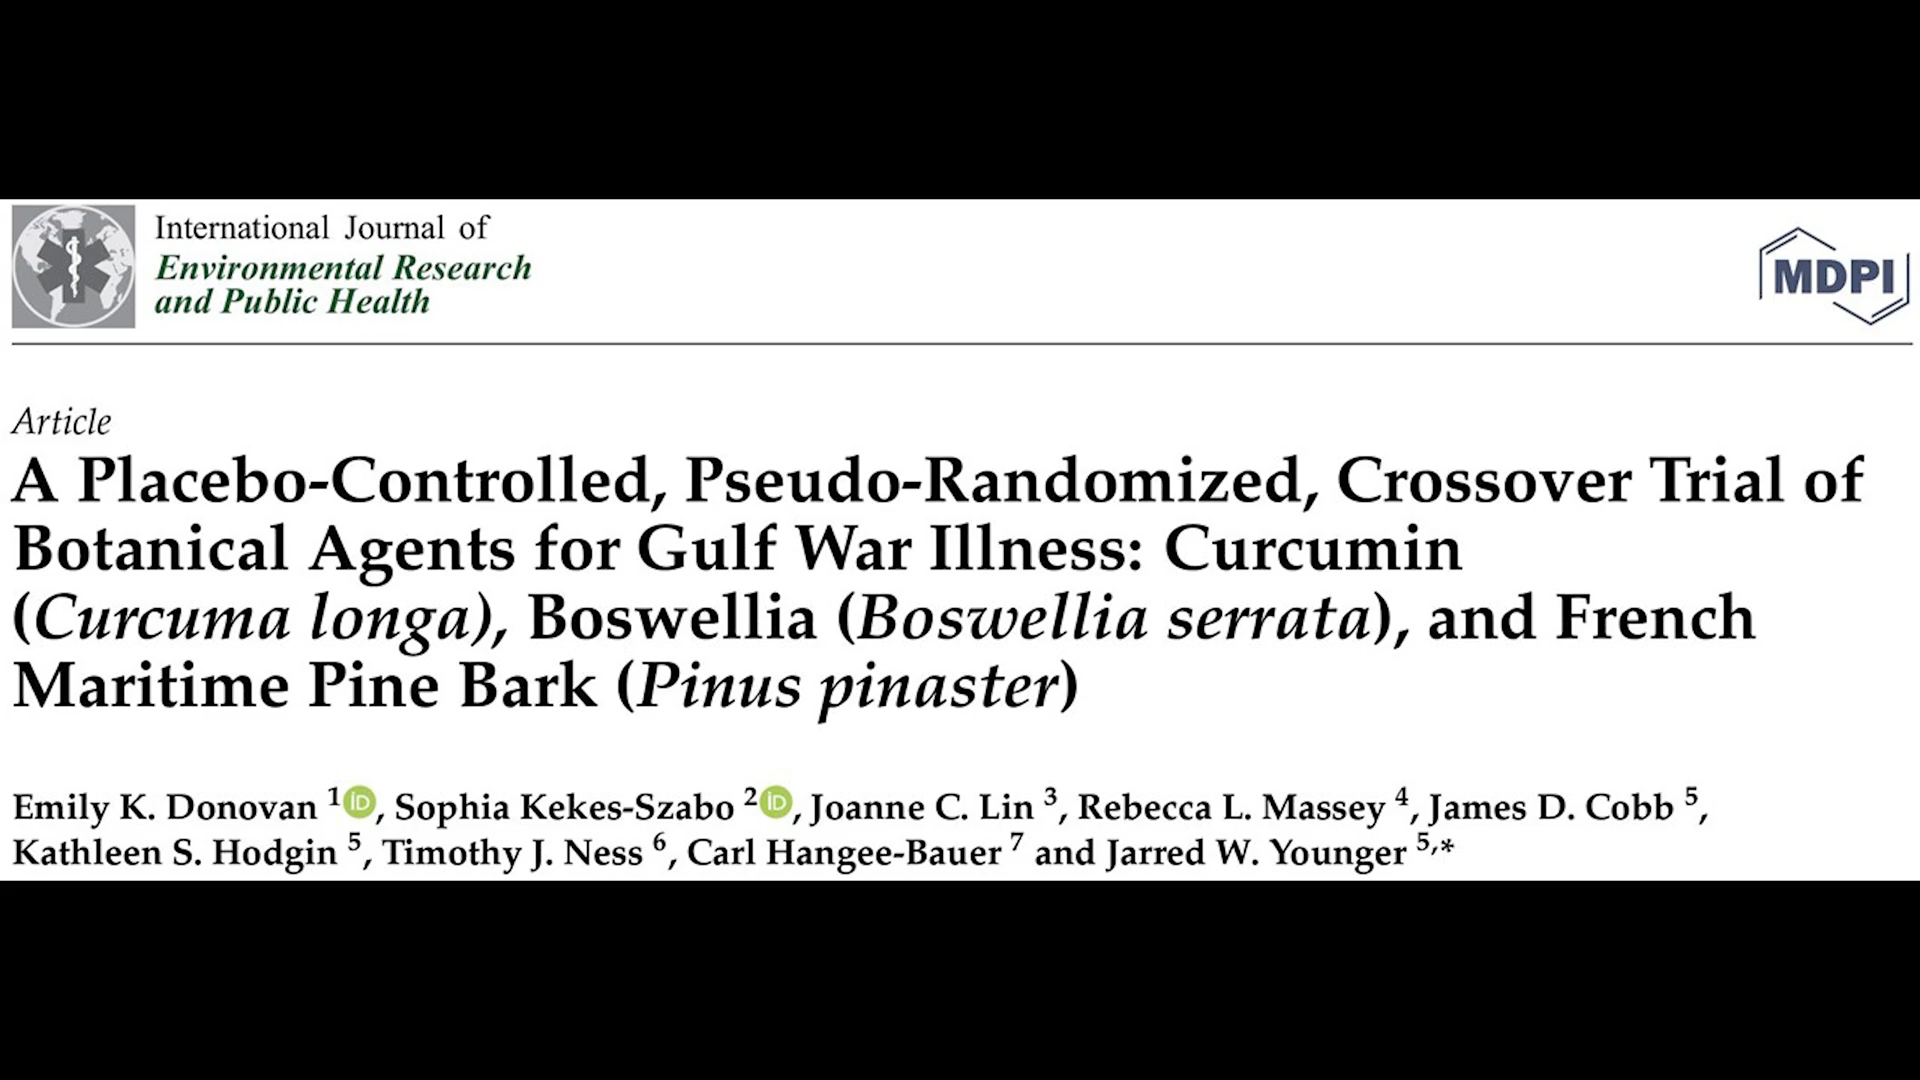 International Journal of
Environmental Research
and Public Health
MDPI
Article
A Placebo-Controlled, Pseudo-Randomized, Crossover Trial of
Botanical Agents for Gulf War Illness: Curcumin
(Curcuma longa), Boswellia (Boswellia serrata), and French
Maritime Pine Bark (Pinus pinaster)
Emily K. Donovan 1 iD, Sophia Kekes-Szabo 2 iD, Joanne C. Lin 3, Rebecca L. Massey 4, James D. Cobb 5,
Kathleen S. Hodgin 5, Timothy J. Ness 6, Carl Hangee-Bauer 7 and Jarred W. Younger 5,*